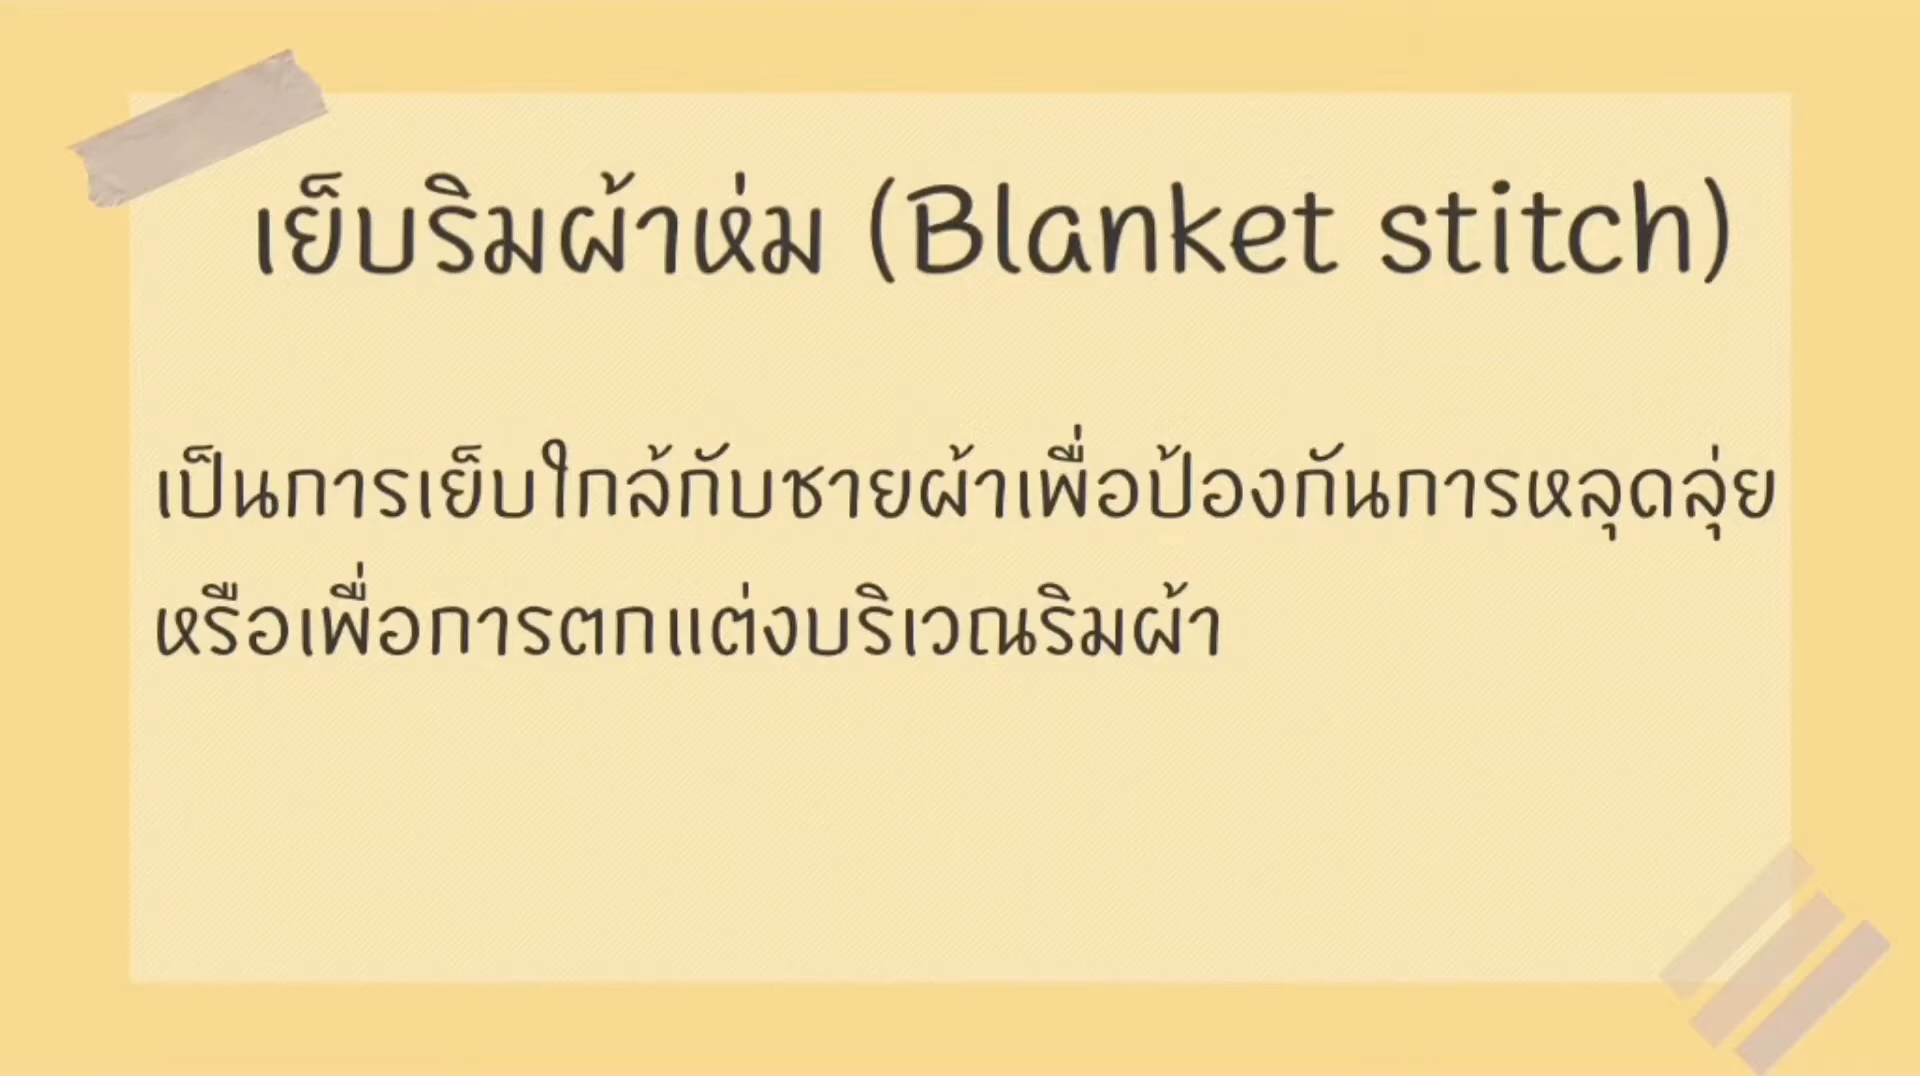 เย็บริมผ้าห่ม (Blanket stitch)
เป็นการเย็บใกล้กับชายผ้าเพื่อป้องกันการหลุดลุ่ย
หรือเพื่อการตกแต่งบริเวณริมผ้า